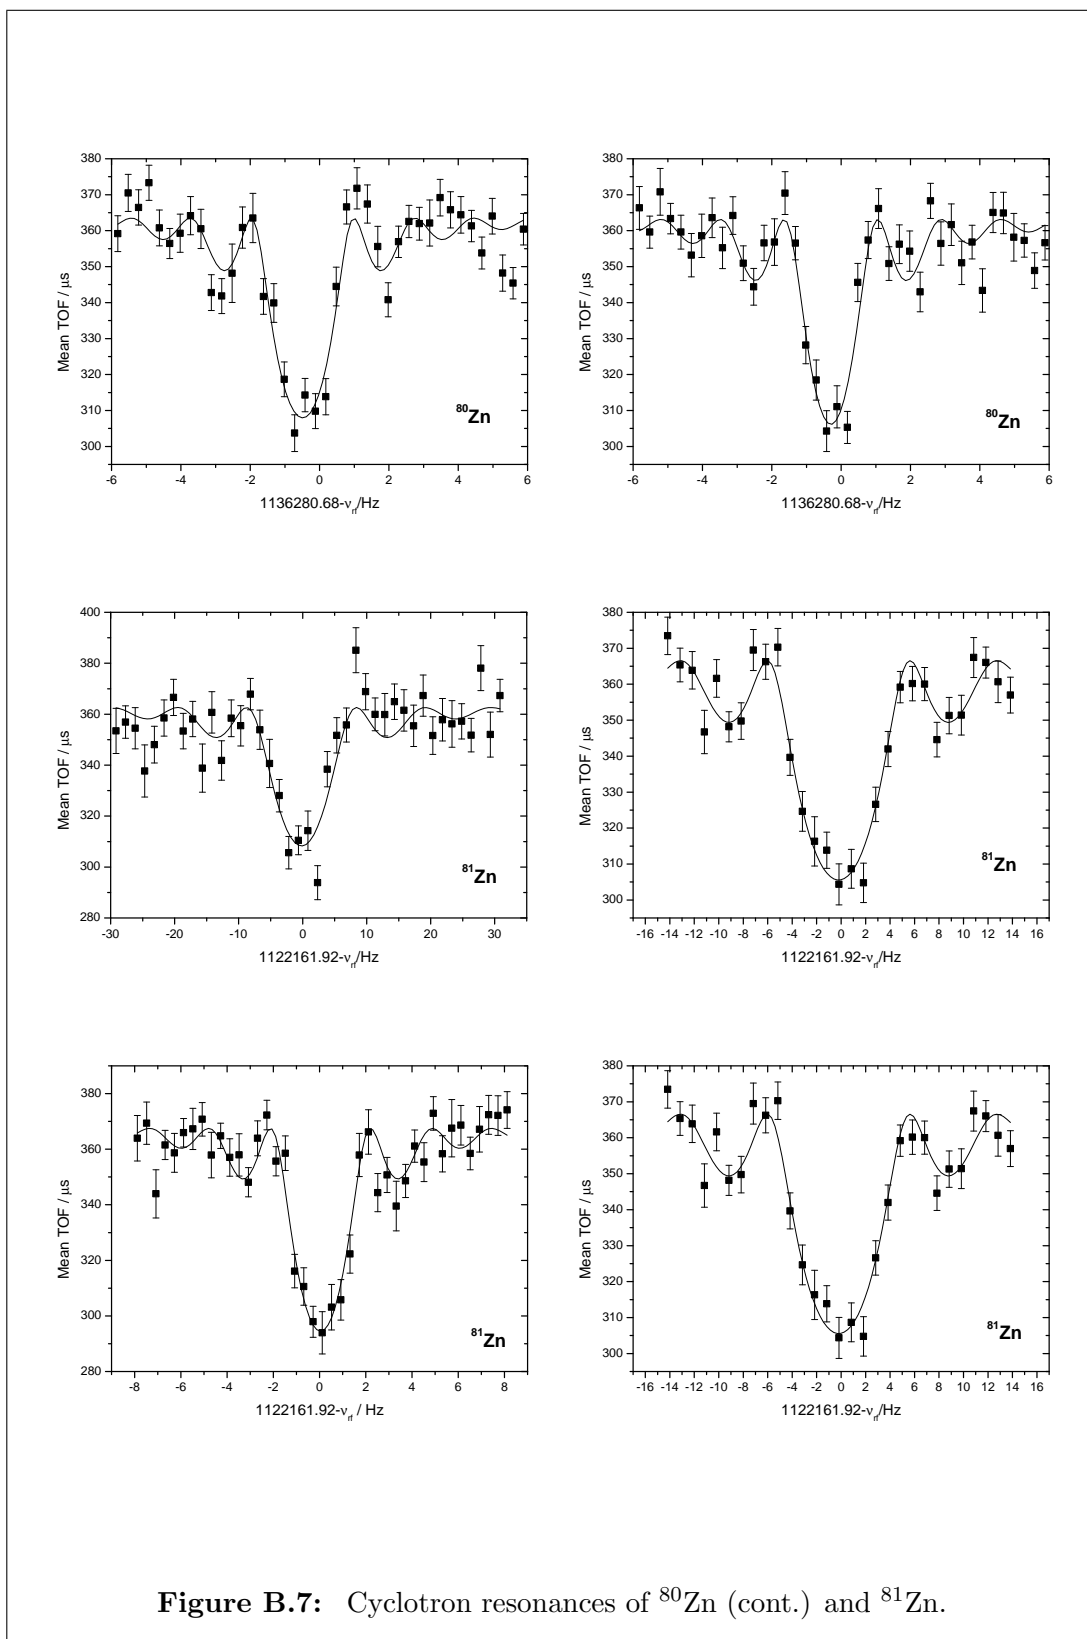 380
370
360
350
340
330
320
310
300
Mean TOF / μs
⁸⁰Zn
-6 -4 -2 0 2 4 6
1136280.68-νrf/Hz
380
370
360
350
340
330
320
310
300
Mean TOF / μs
⁸⁰Zn
-6 -4 -2 0 2 4 6
1136280.68-νrf/Hz
400
380
360
340
320
300
280
Mean TOF / μs
⁸¹Zn
-30 -20 -10 0 10 20 30
1122161.92-νrf/Hz
380
370
360
350
340
330
320
310
300
Mean TOF / μs
⁸¹Zn
-16 -14 -12 -10 -8 -6 -4 -2 0 2 4 6 8 10 12 14 16
1122161.92-νrf/Hz
380
360
340
320
300
280
Mean TOF / μs
⁸¹Zn
-8 -6 -4 -2 0 2 4 6 8
1122161.92-νrf / Hz
380
370
360
350
340
330
320
310
300
Mean TOF / μs
⁸¹Zn
-16 -14 -12 -10 -8 -6 -4 -2 0 2 4 6 8 10 12 14 16
1122161.92-νrf/Hz
Figure B.7: Cyclotron resonances of ⁸⁰Zn (cont.) and ⁸¹Zn.